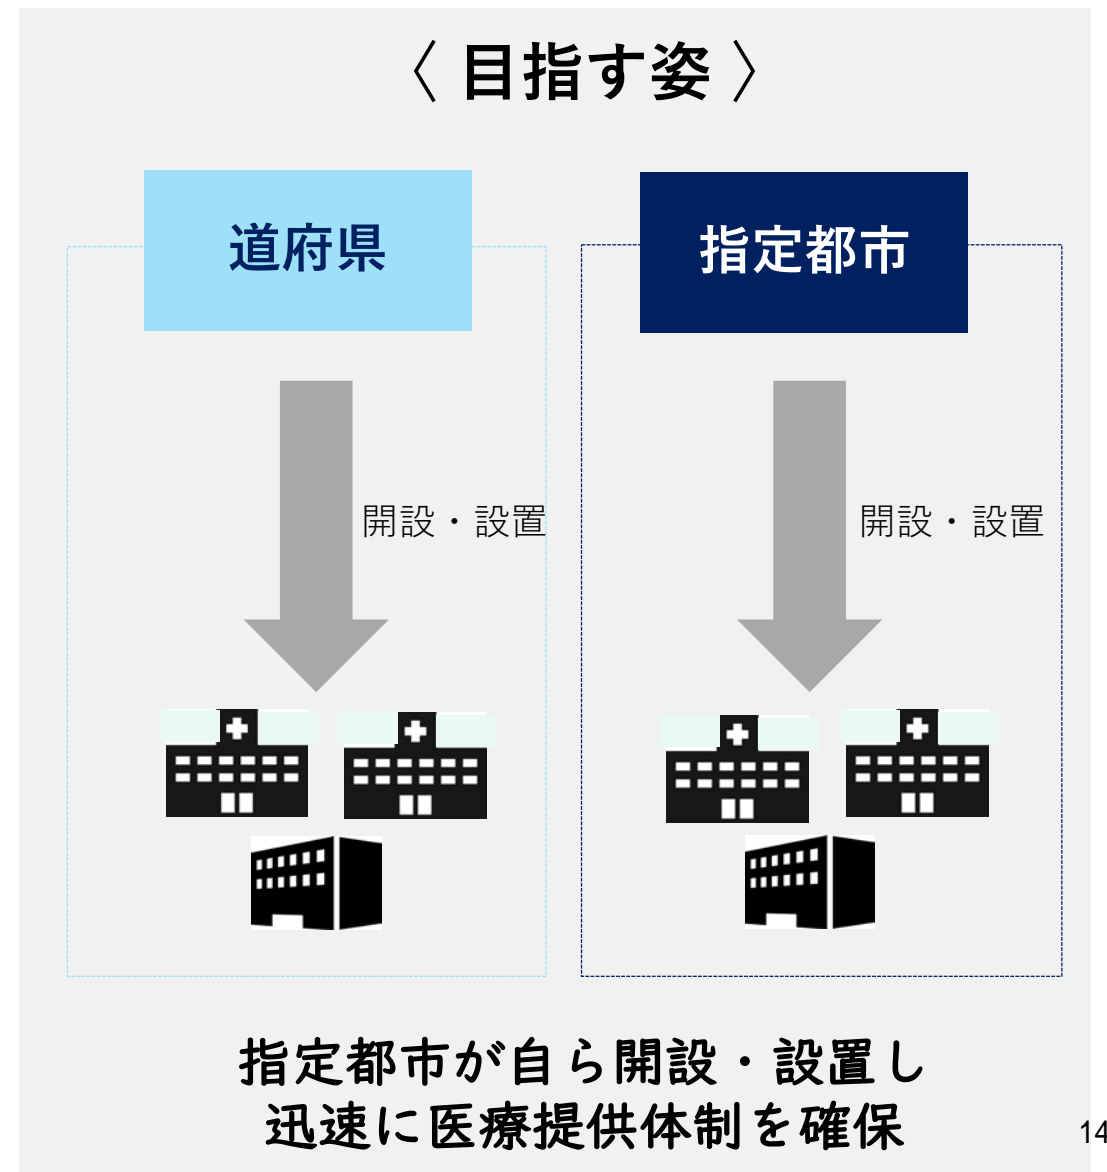 〈 目指す姿 〉
道府県
指定都市
開設・設置
開設・設置
指定都市が自ら開設・設置し
迅速に医療提供体制を確保
14